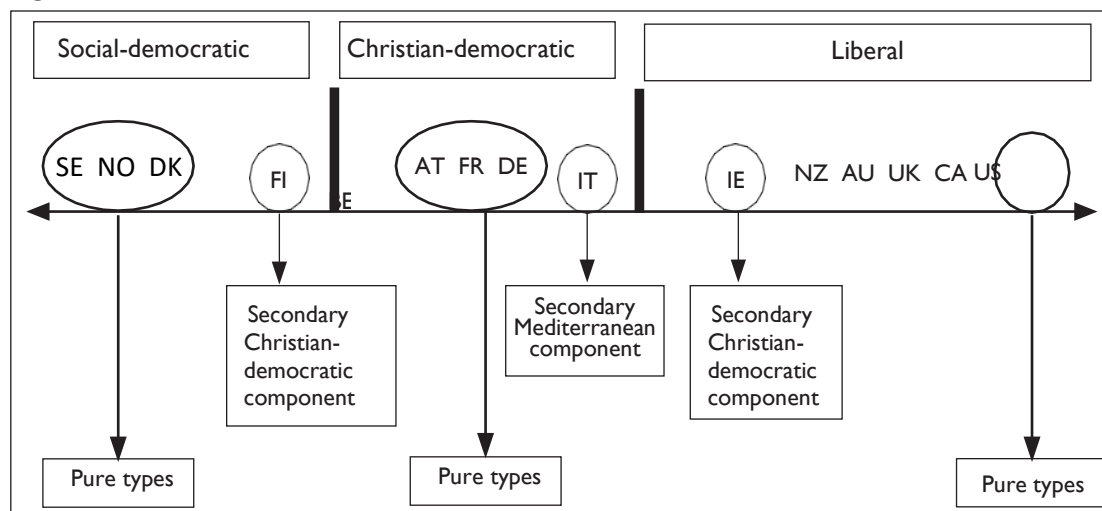 Social-democratic
Christian-democratic
Liberal
SE NO DK
FI
BE
AT FR DE
IT
IE
NZ AU UK CA US
Secondary
Christian-
democratic
component
Secondary
Mediterranean
component
Secondary
Christian-
democratic
component
Pure types
Pure types
Pure types